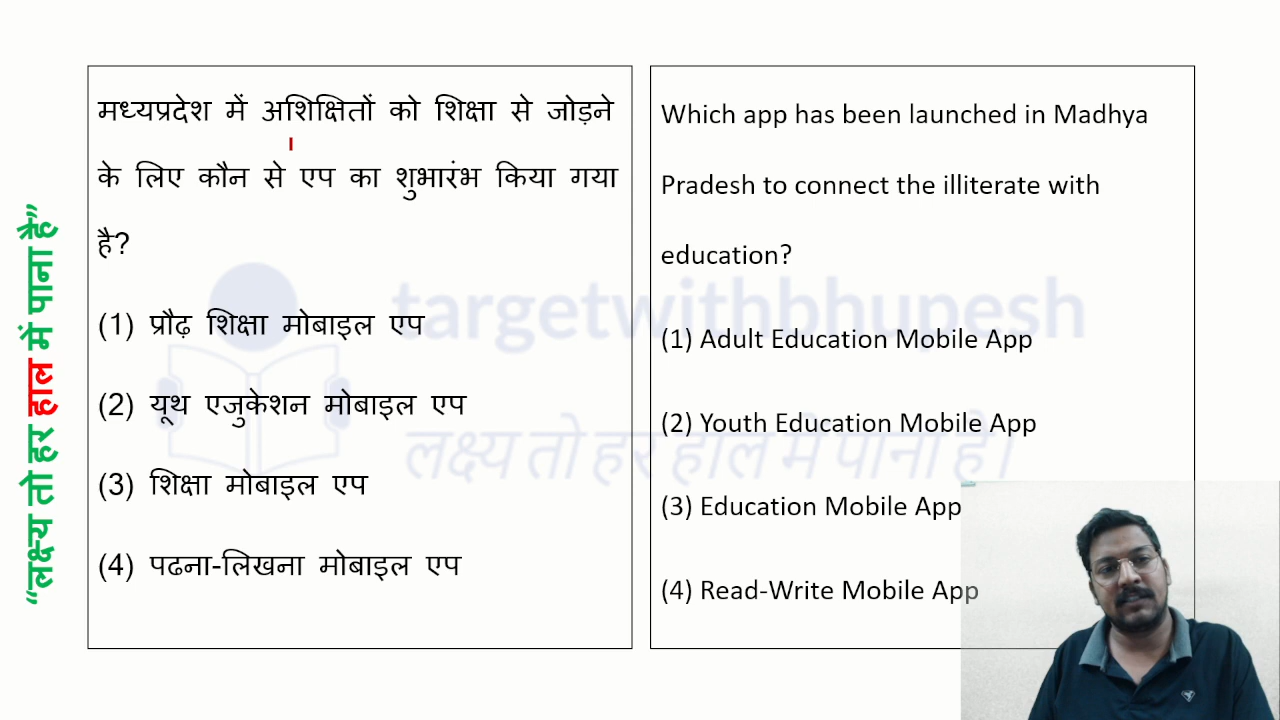 “लक्ष्य तो हर हाल में पाना है”
मध्यप्रदेश में अशिक्षितों को शिक्षा से जोड़ने
के लिए कौन से एप का शुभारंभ किया गया
है?
(1) प्रौढ़ शिक्षा मोबाइल एप
(2) यूथ एजुकेशन मोबाइल एप
(3) शिक्षा मोबाइल एप
(4) पढना-लिखना मोबाइल एप
Which app has been launched in Madhya
Pradesh to connect the illiterate with
education?
(1) Adult Education Mobile App
(2) Youth Education Mobile App
(3) Education Mobile App
(4) Read-Write Mobile App
targetwithbhupesh
लक्ष्य तो हर हाल मे पाना है।